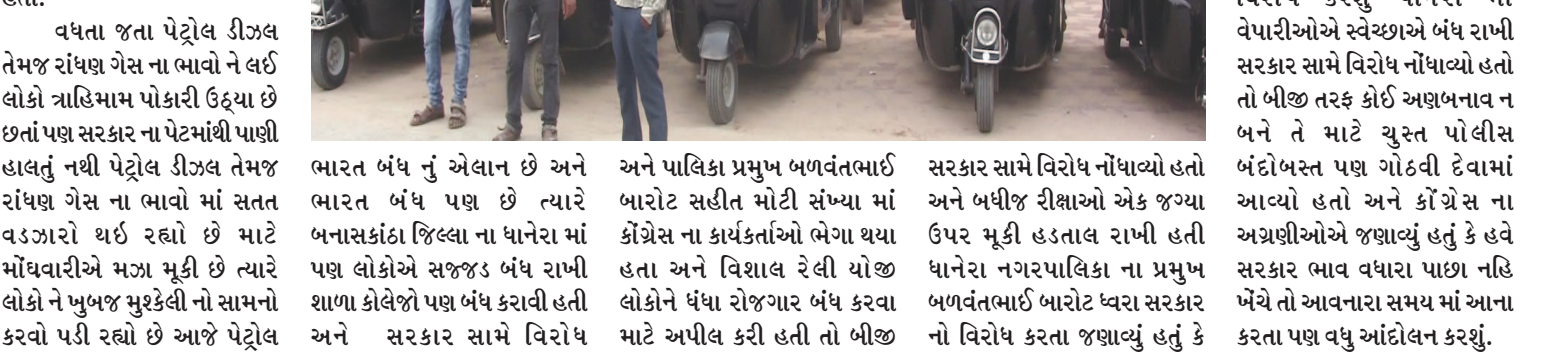 વધતા જતા પેટ્રોલ ડીઝલ
તેમજ રાંધણ ગેસ ના ભાવો ને લઈ
લોકો ત્રાહિમામ પોકારી ઉઠ્યા છે
છતાં પણ સરકાર ના પેટમાંથી પાણી
હાલતું નથી પેટ્રોલ ડીઝલ તેમજ
રાંધણ ગેસ ના ભાવો માં સતત
વડઝારો થઇ રહ્યો છે માટે
મોંઘવારીએ મઝા મૂકી છે ત્યારે
લોકો ને ખુબજ મુશ્કેલી નો સામનો
કરવો પડી રહ્યો છે આજે પેટ્રોલ
ભારત બંધ નું એલાન છે અને
ભારત બંધ પણ છે ત્યારે
બનાસકાંઠા જિલ્લા ના ધાનેરા માં
પણ લોકોએ સજ્જડ બંધ રાખી
શાળા કોલેજો પણ બંધ કરાવી હતી
અને સરકાર સામે વિરોધ
અને પાલિકા પ્રમુખ બળવંતભાઈ
બારોટ સહીત મોટી સંખ્યા માં
કોંગ્રેસ ના કાર્યકર્તાઓ ભેગા થયા
હતા અને વિશાલ રેલી યોજી
લોકોને ધંધા રોજગાર બંધ કરવા
માટે અપીલ કરી હતી તો બીજી
સરકાર સામે વિરોધ નોંધાવ્યો હતો
અને બધીજ રીક્ષાઓ એક જગ્યા
ઉપર મૂકી હડતાલ રાખી હતી
ધાનેરા નગરપાલિકા ના પ્રમુખ
બળવંતભાઈ બારોટ ધ્વરા સરકાર
નો વિરોધ કરતા જણાવ્યું હતું કે
વેપારીઓએ સ્વેચ્છાએ બંધ રાખી
સરકાર સામે વિરોધ નોંધાવ્યો હતો
તો બીજી તરફ કોઈ અણબનાવ ન
બને તે માટે ચુસ્ત પોલીસ
બંદોબસ્ત પણ ગોઠવી દેવામાં
આવ્યો હતો અને કોંગ્રેસ ના
અગ્રણીઓએ જણાવ્યું હતું કે હવે
સરકાર ભાવ વધારા પાછા નહિ
ખેંચે તો આવનારા સમય માં આના
કરતા પણ વધુ આંદોલન કરશું.